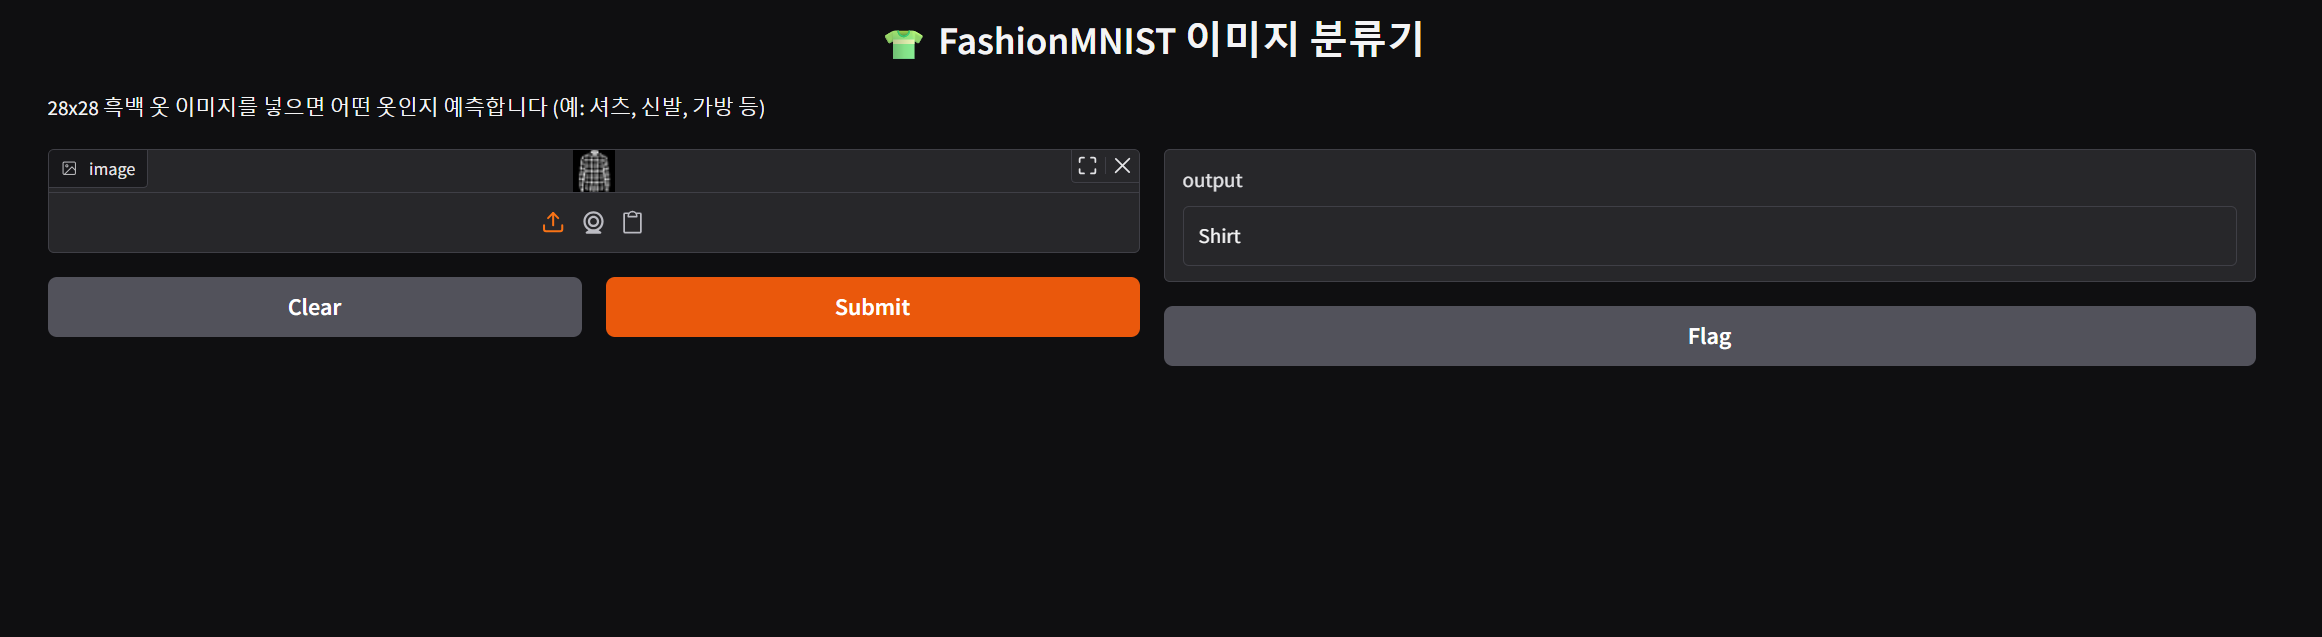 FashionMNIST 이미지 분류기
28x28 흑백 옷 이미지를 넣으면 어떤 옷인지 예측합니다 (예: 셔츠, 신발, 가방 등)
image
Clear
Submit
output
Shirt
Flag